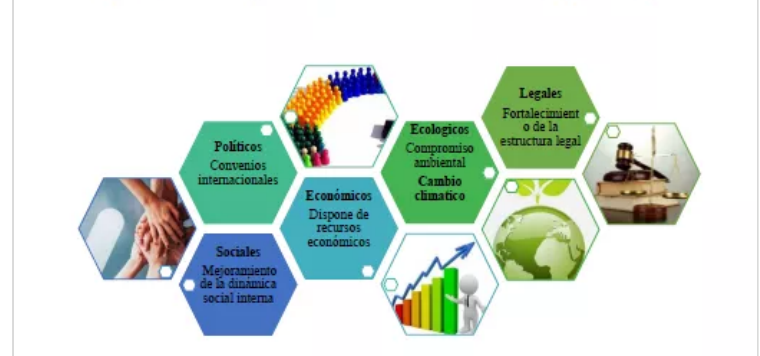 Políticos
Convenios
internacionales
Sociales
Mejoramiento
de la dinámica
social interna
Económicos
Dispone de
recursos
económicos
Ecologicos
Compromiso
ambiental
Cambio
climatico
Legales
Fortalecimient
o de la
estructura legal